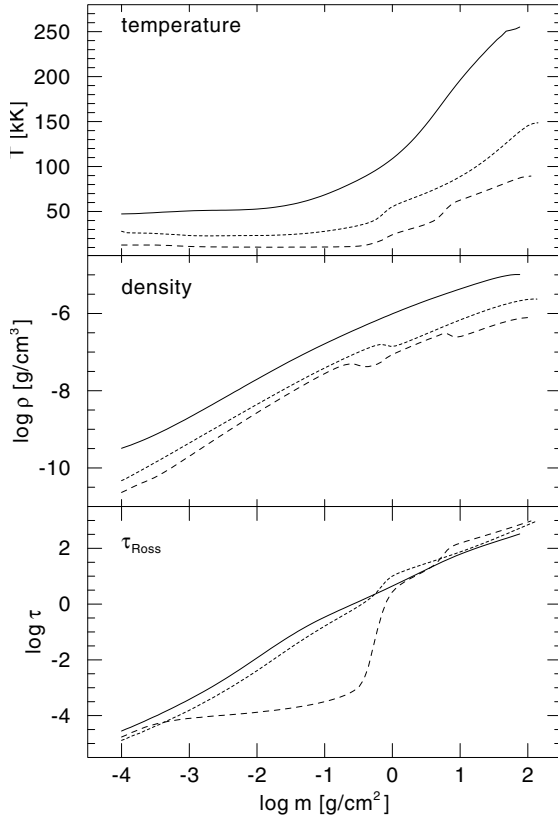 temperature
250
200
150
100
50
T [kK]
density
-6
-8
-10
log ρ [g/cm³]
τRoss
2
0
-2
-4
log τ
-4 -3 -2 -1 0 1 2
log m [g/cm²]